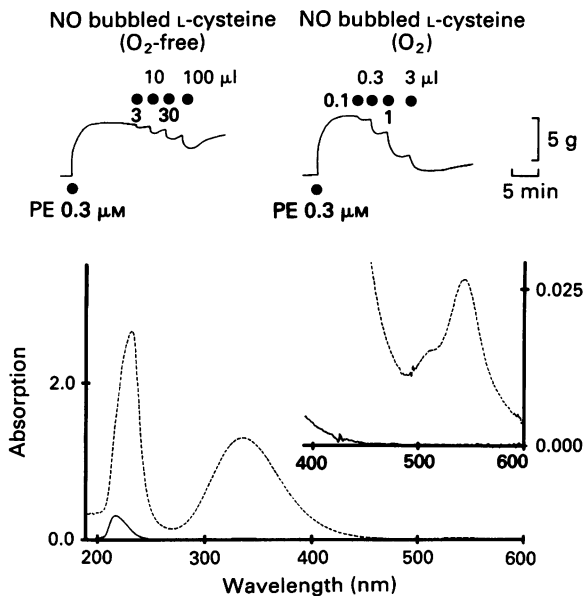 NO bubbled L-cysteine
(O2-free)
NO bubbled L-cysteine
(O2)
10 100 µl
3 30
0.3 3 µl
0.1
1
5 g
5 min
PE 0.3 µM
PE 0.3 µM
Absorption
2.0
0.0
200 300 400 500 600
0.025
0.000
400 500 600
Wavelength (nm)